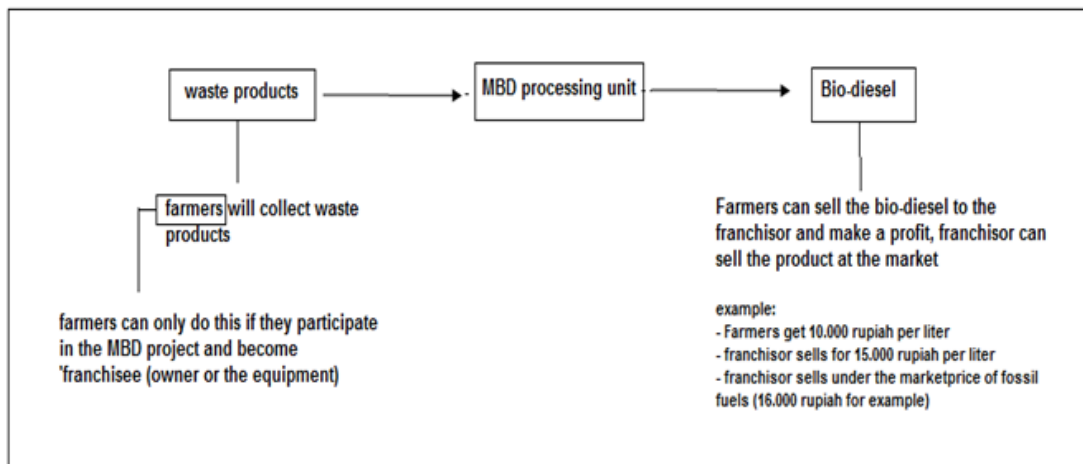 waste products
MBD processing unit
Bio-diesel
farmers will collect waste
products
farmers can only do this if they participate
in the MBD project and become
'franchisee (owner or the equipment)
Farmers can sell the bio-diesel to the
franchisor and make a profit, franchisor can
sell the product at the market
example:
- Farmers get 10.000 rupiah per liter
- franchisor sells for 15.000 rupiah per liter
- franchisor sells under the marketprice of fossil
fuels (16.000 rupiah for example)